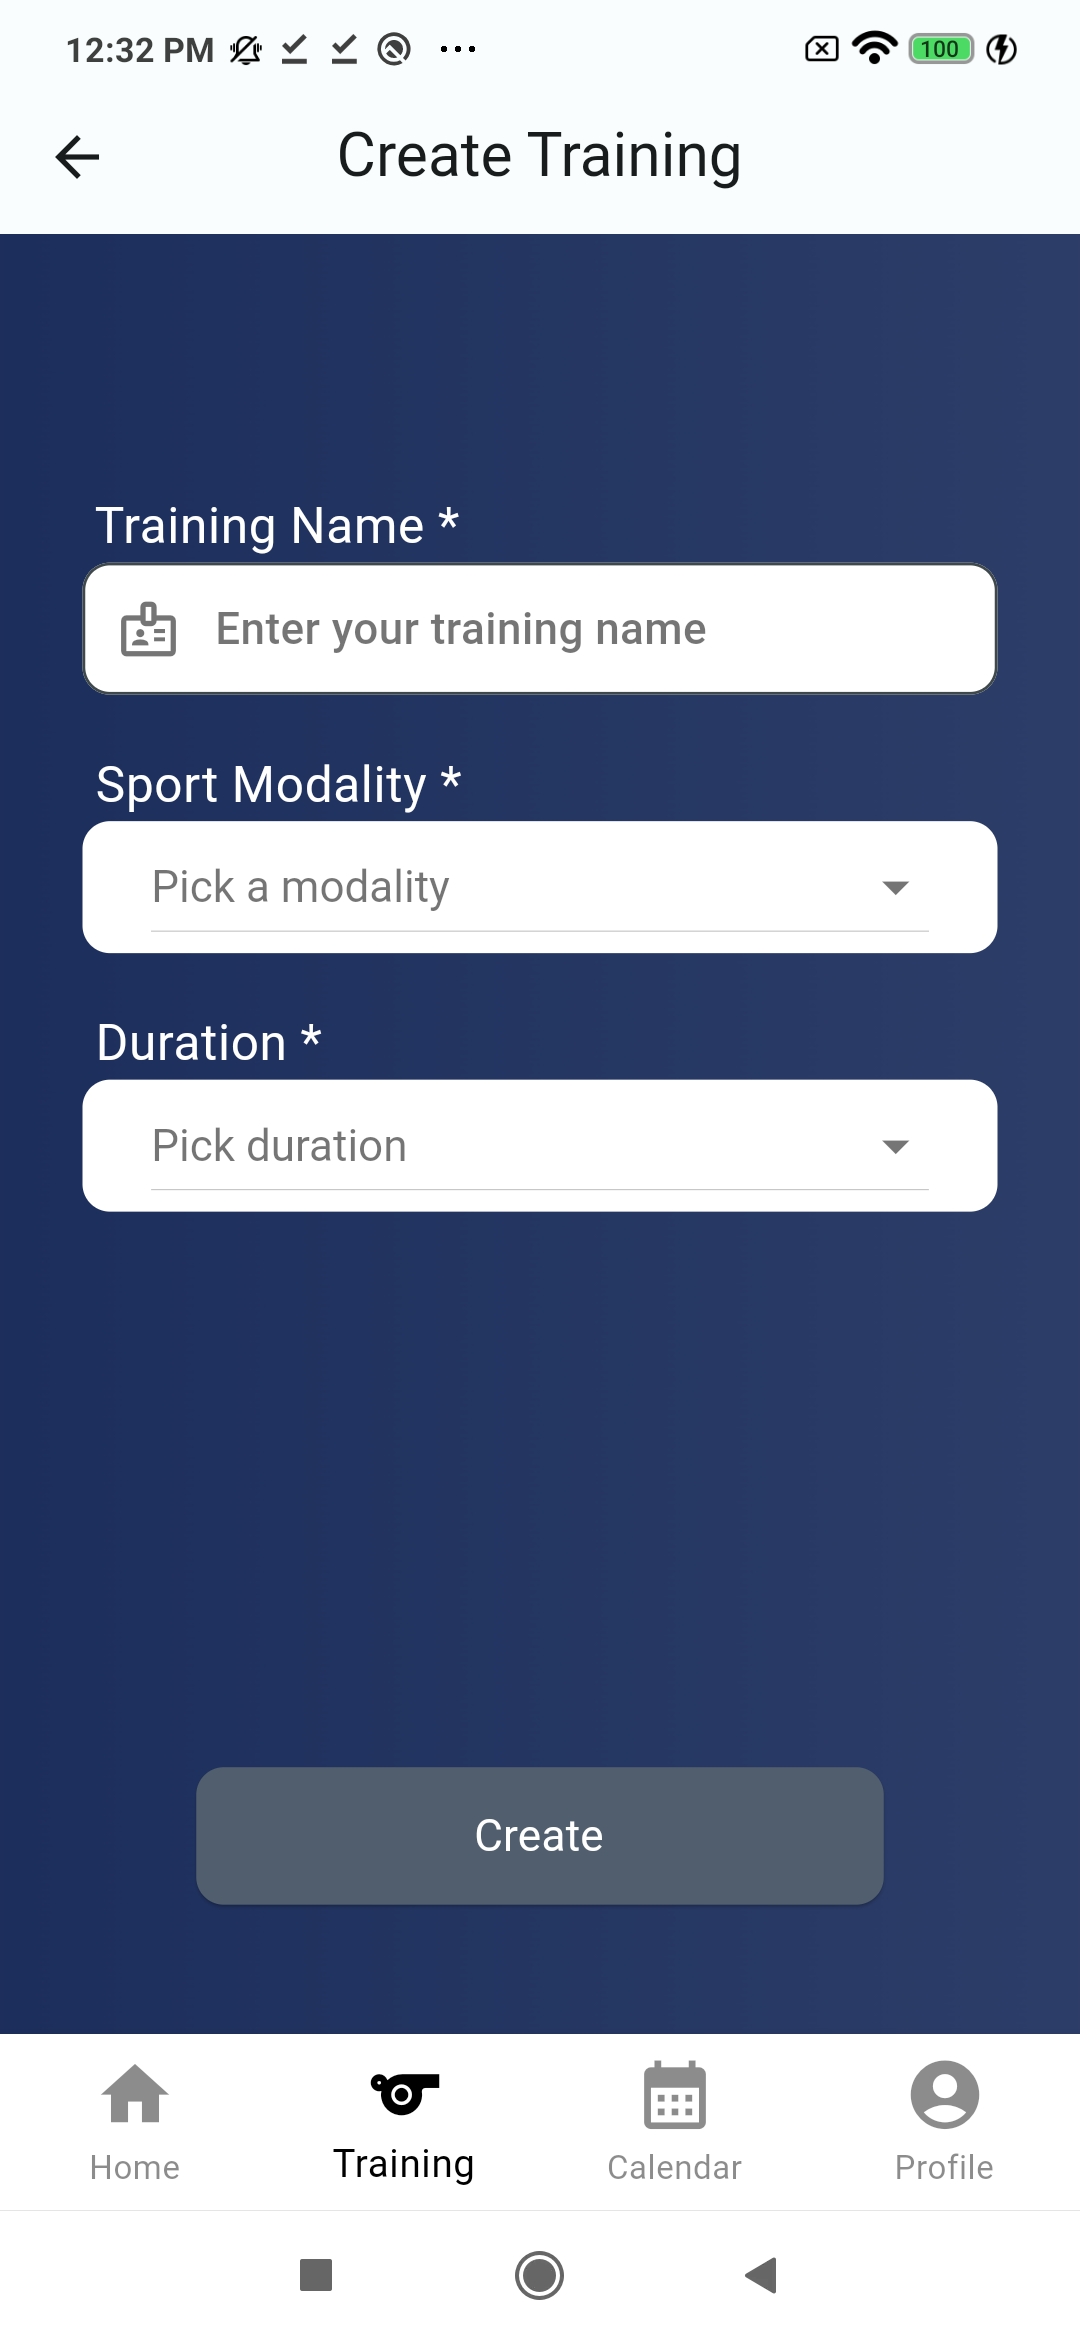 12:32 PM
100
Create Training
Training Name *
Enter your training name
Sport Modality *
Pick a modality
Duration *
Pick duration
Create
Home
Training
Calendar
Profile